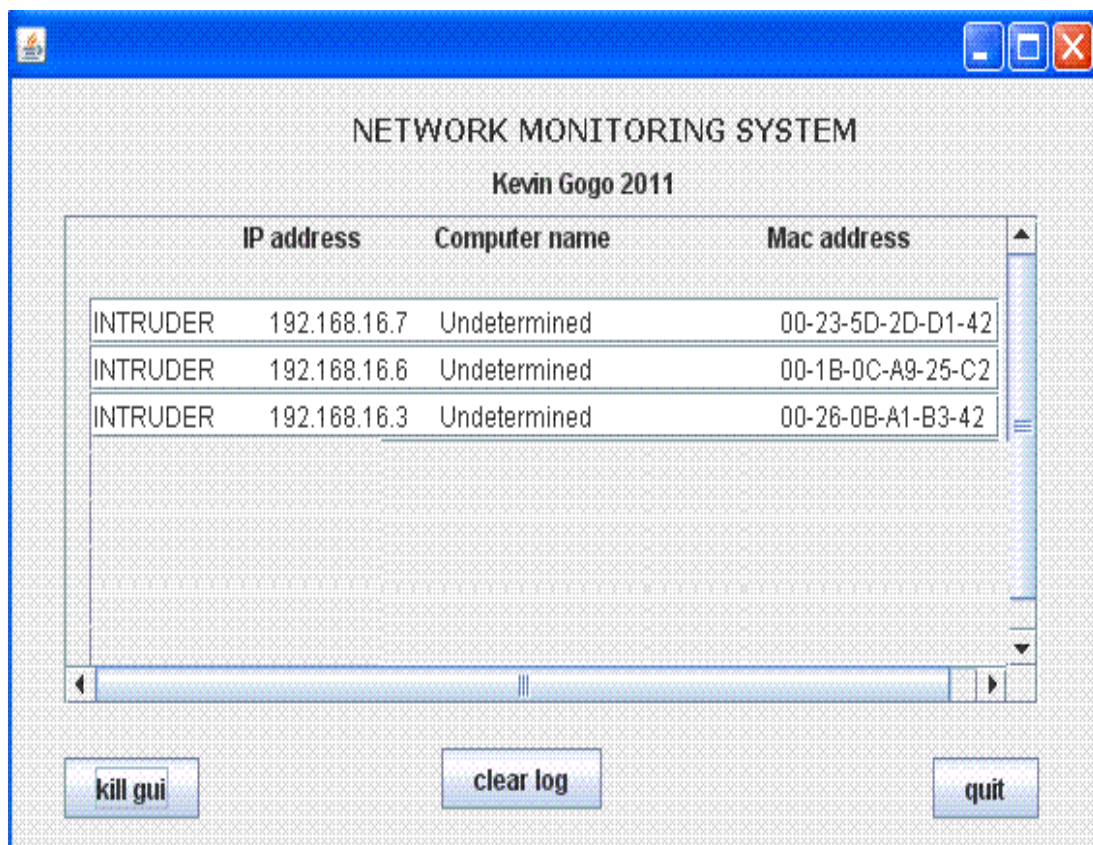 NETWORK MONITORING SYSTEM
Kevin Gogo 2011
IP address Computer name Mac address
INTRUDER 192.168.16.7 Undetermined 00-23-5D-2D-D1-42
INTRUDER 192.168.16.6 Undetermined 00-1B-0C-A9-25-C2
INTRUDER 192.168.16.3 Undetermined 00-26-0B-A1-B3-42
kill gui clear log quit